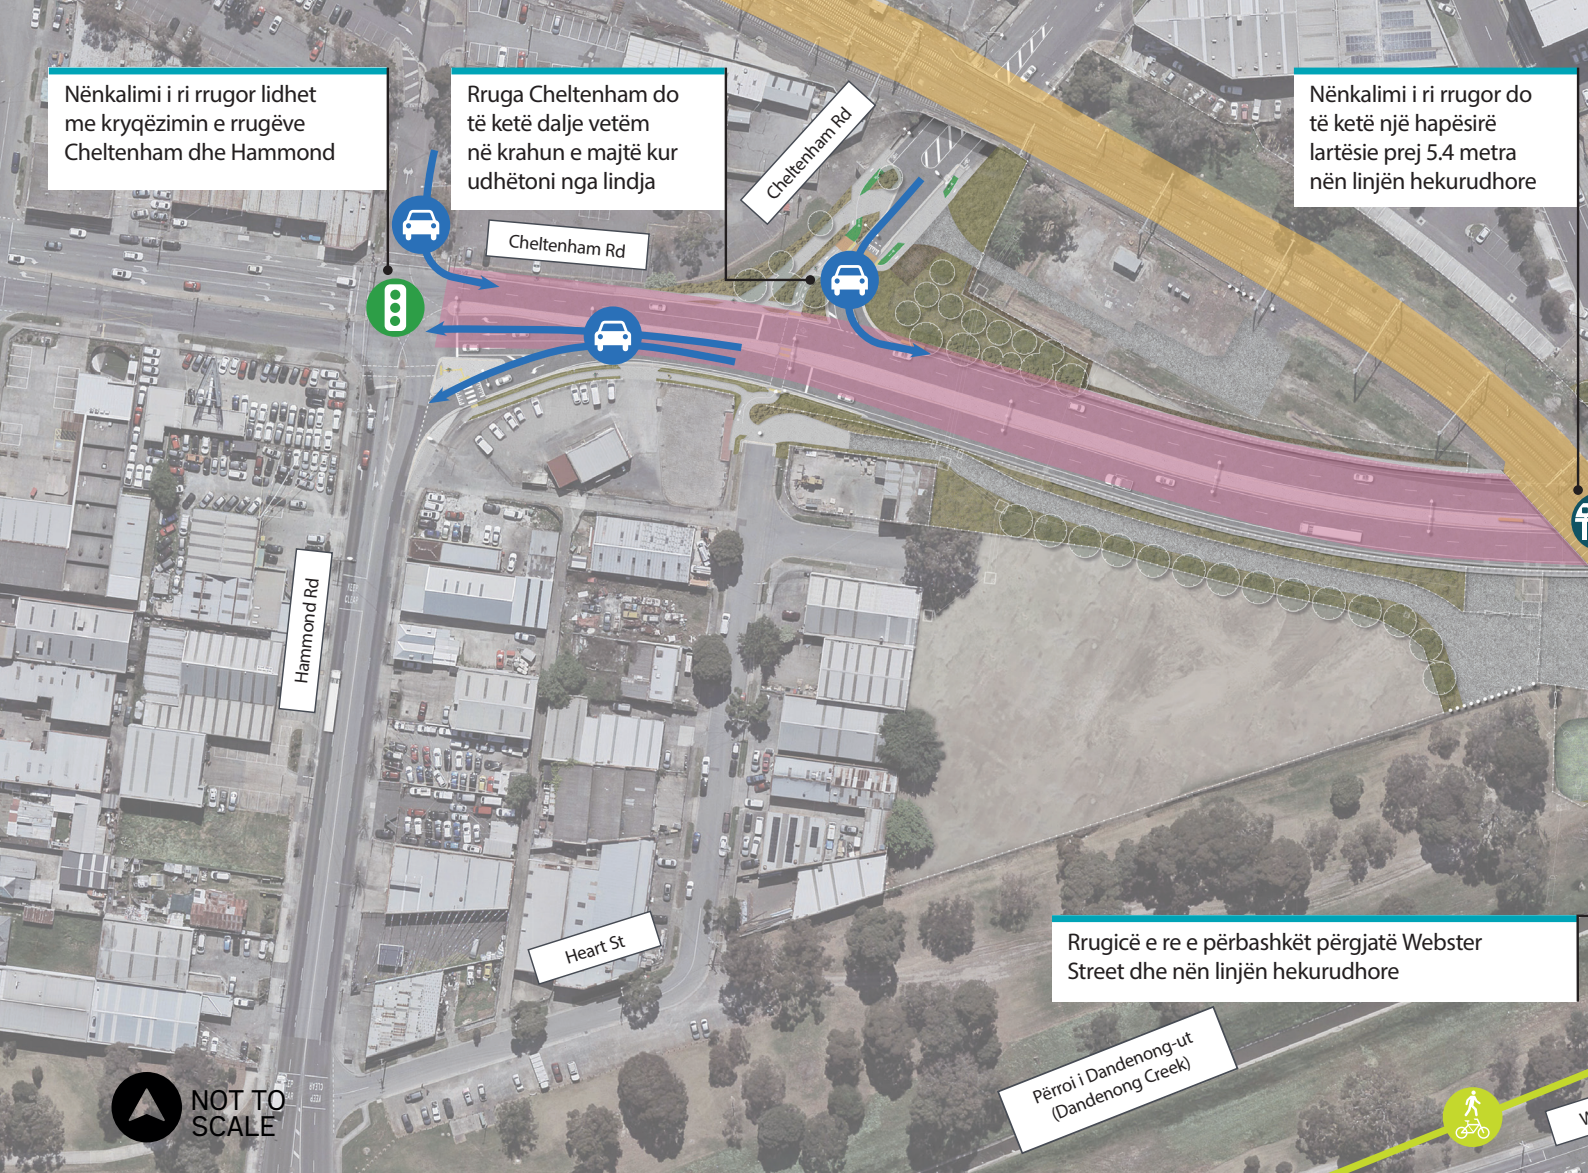 Nënkalimi i ri rrugor lidhet
me kryqëzimin e rrugëve
Cheltenham dhe Hammond
Rruga Cheltenham do
të ketë dalje vetëm
në krahun e majtë kur
udhëtoni nga lindja
Cheltenham Rd
Nënkalimi i ri rrugor do
të ketë një hapësirë
lartësie prej 5.4 metra
nën linjën hekurudhore
Cheltenham Rd
Hammond Rd
Heart St
Rrugicë e re e përbashkët përgjatë Webster
Street dhe nën linjën hekurudhore
Përroi i Dandenong-ut
(Dandenong Creek)
NOT TO
SCALE